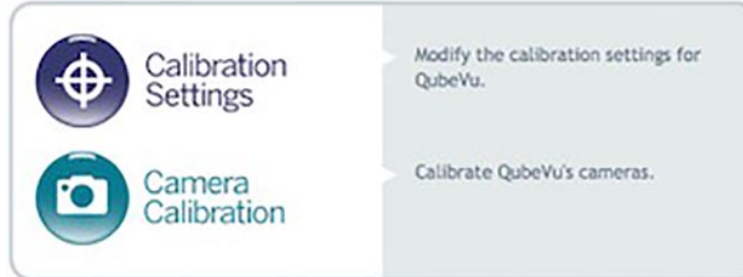 Calibration
Settings
Modify the calibration settings for
QubeVu.
Camera
Calibration
Calibrate QubeVu's cameras.